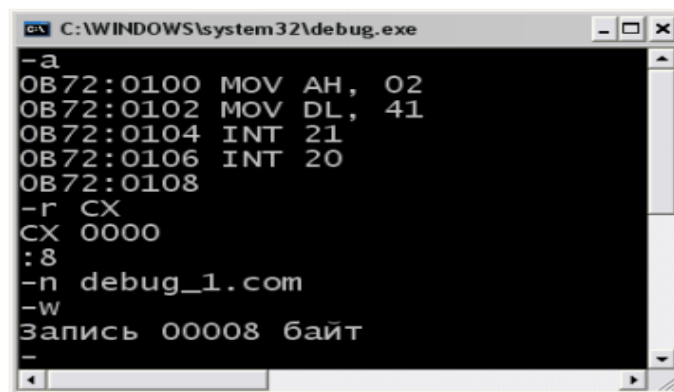 C:\WINDOWS\system32\debug.exe
-a
0B72:0100 MOV AH, 02
0B72:0102 MOV DL, 41
0B72:0104 INT 21
0B72:0106 INT 20
0B72:0108
-r CX
CX 0000
:8
-n debug_1.com
-w
Запись 00008 байт
-